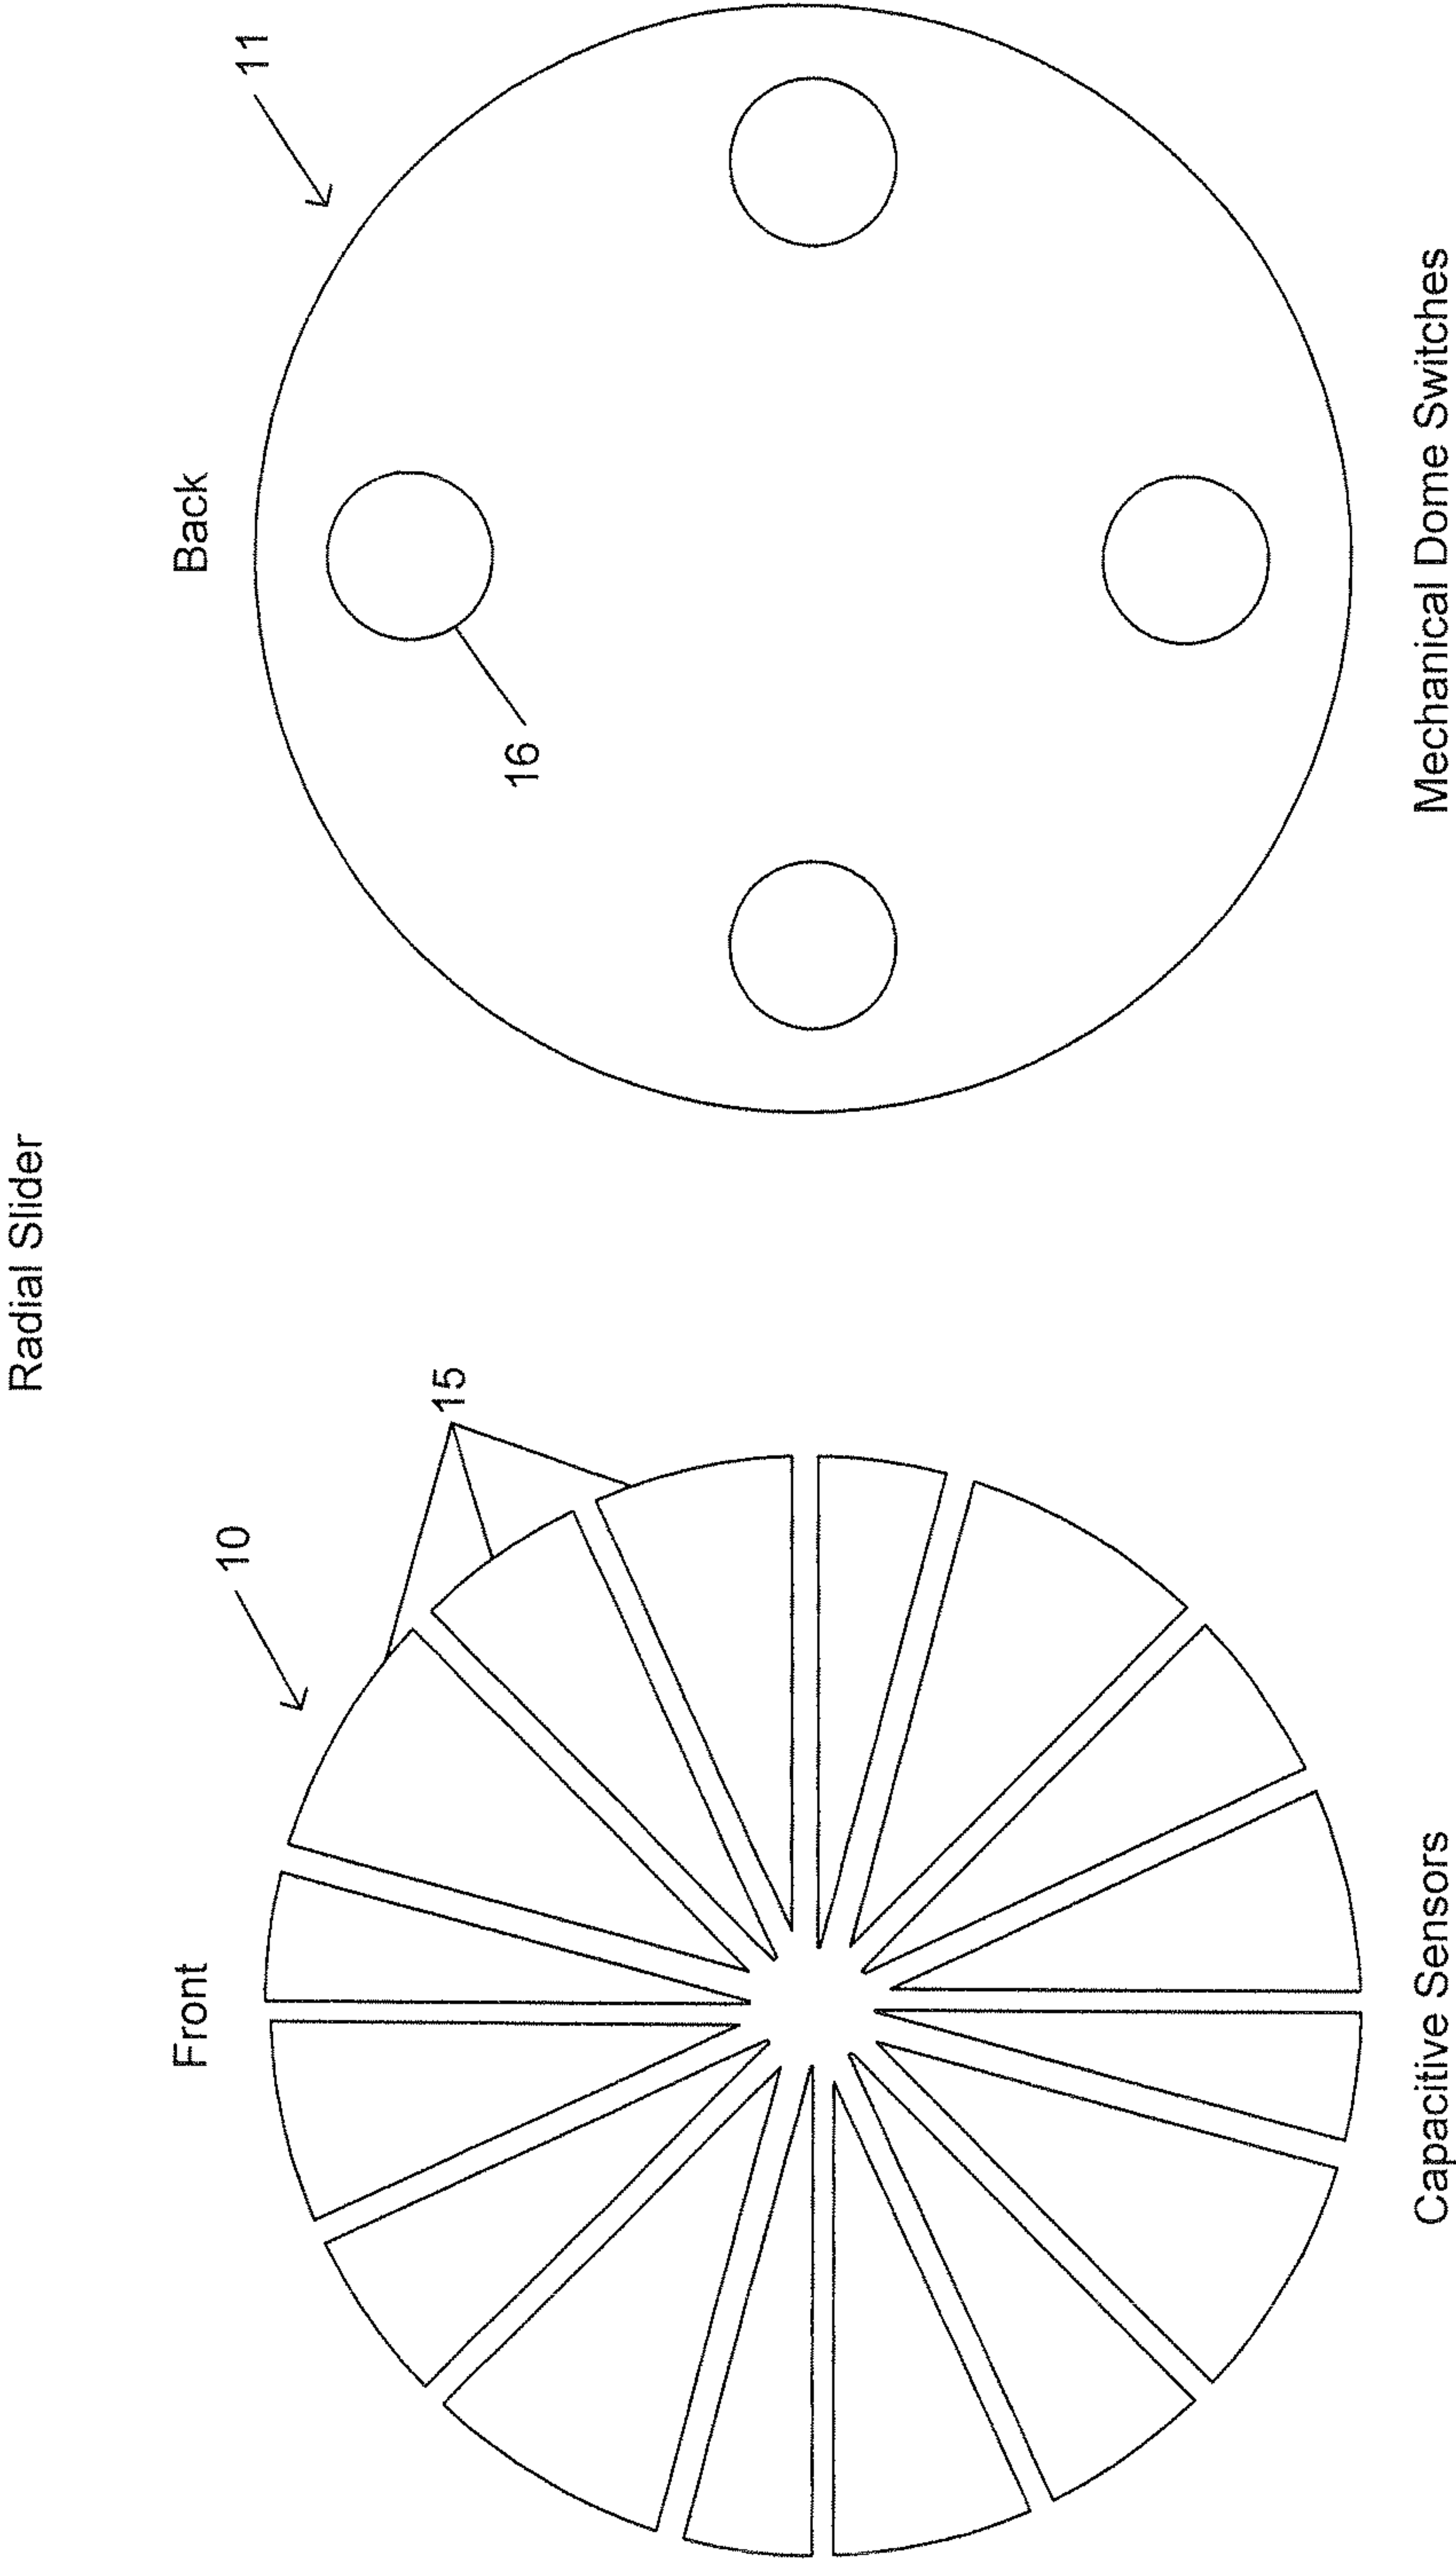 Radial Slider
Front
Back
10
11
15
16
Capacitive Sensors
Mechanical Dome Switches